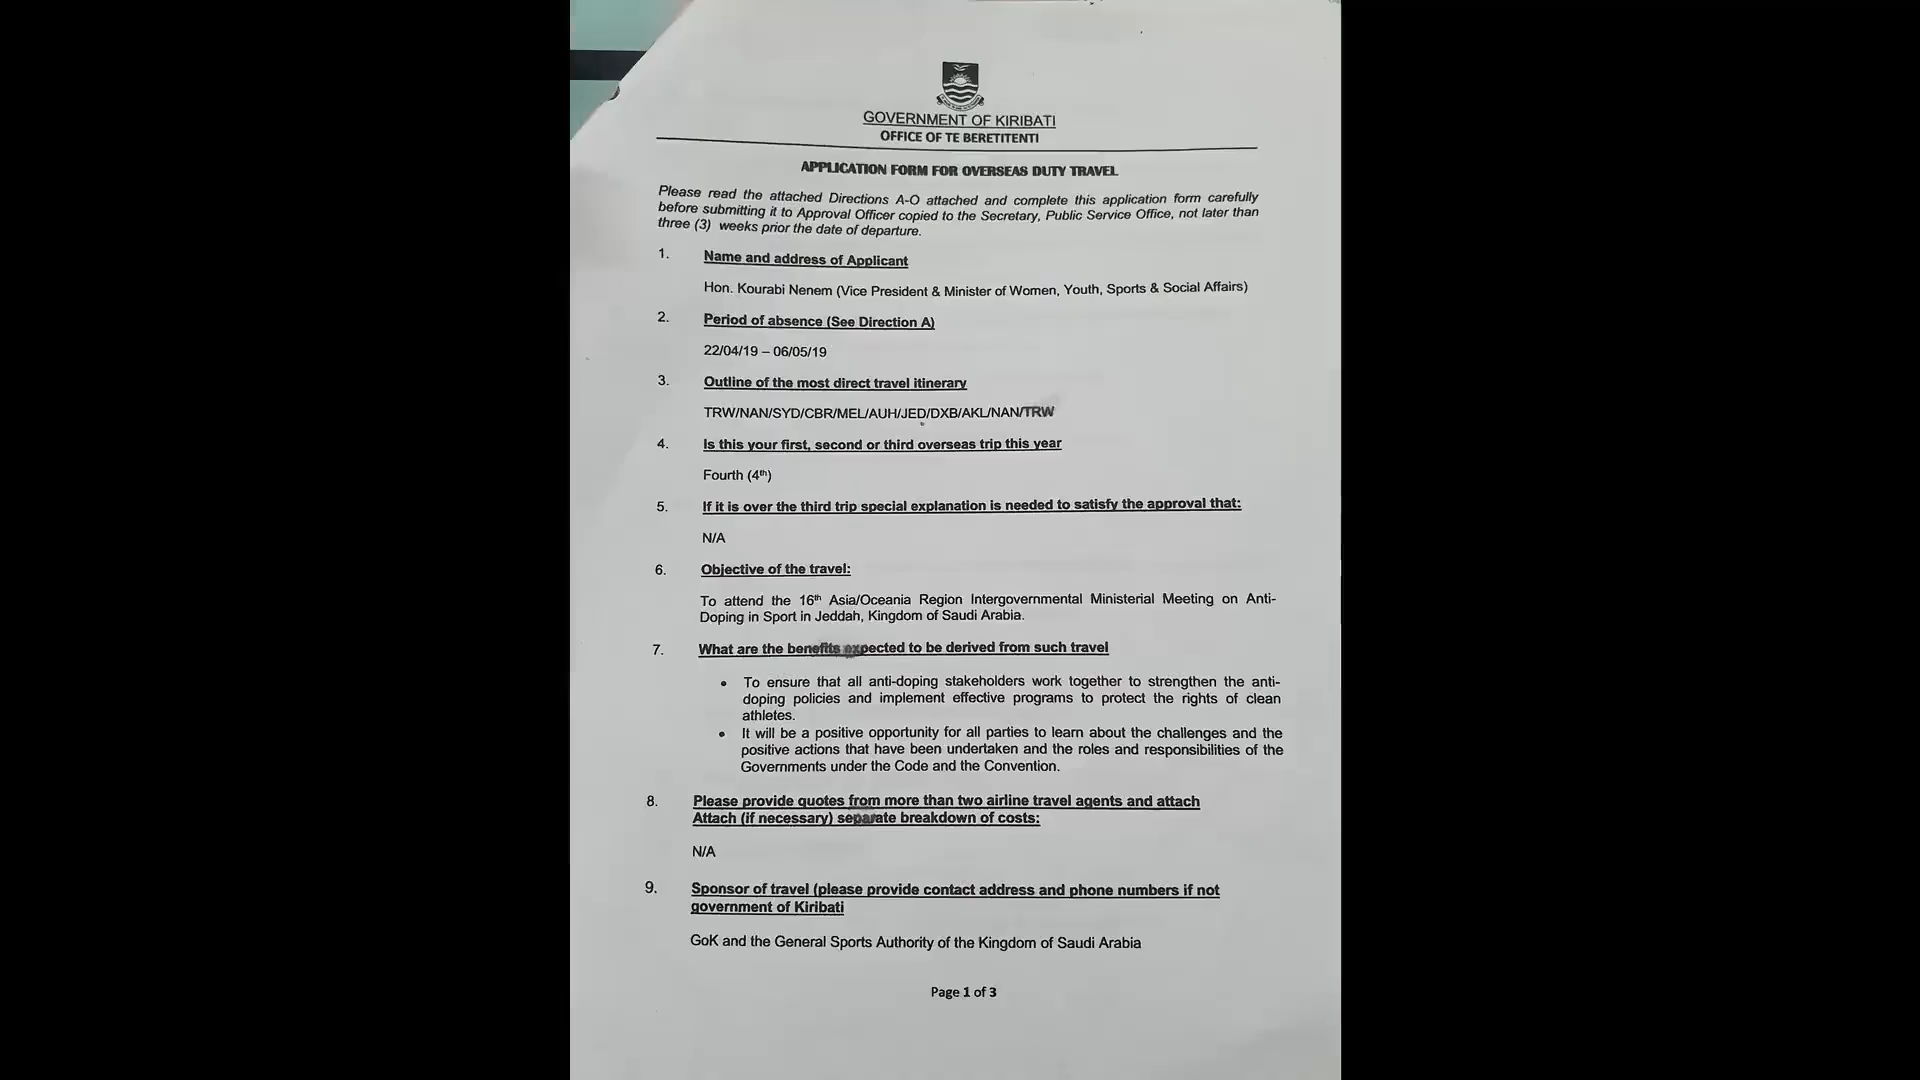 GOVERNMENT OF KIRIBATI
OFFICE OF TE BERETITENTI
APPLICATION FORM FOR OVERSEAS DUTY TRAVEL
Please read the attached Directions A-O attached and complete this application form carefully
before submitting it to Approval Officer copied to the Secretary, Public Service Office, not later than
three (3) weeks prior the date of departure.
1. Name and address of Applicant
Hon. Kourabi Nenem (Vice President & Minister of Women, Youth, Sports & Social Affairs)
2. Period of absence (See Direction A)
22/04/19 – 06/05/19
3. Outline of the most direct travel itinerary
TRW/NAN/SYD/CBR/MEL/AUH/JED/DXB/AKL/NAN/TRW
4. Is this your first, second or third overseas trip this year
Fourth (4th)
5. If it is over the third trip special explanation is needed to satisfy the approval that:
N/A
6. Objective of the travel:
To attend the 16th Asia/Oceania Region Intergovernmental Ministerial Meeting on Anti-
Doping in Sport in Jeddah, Kingdom of Saudi Arabia.
7. What are the benefits expected to be derived from such travel
• To ensure that all anti-doping stakeholders work together to strengthen the anti-
doping policies and implement effective programs to protect the rights of clean
athletes.
• It will be a positive opportunity for all parties to learn about the challenges and the
positive actions that have been undertaken and the roles and responsibilities of the
Governments under the Code and the Convention.
8. Please provide quotes from more than two airline travel agents and attach
Attach (if necessary) separate breakdown of costs:
N/A
9. Sponsor of travel (please provide contact address and phone numbers if not
government of Kiribati
GoK and the General Sports Authority of the Kingdom of Saudi Arabia
Page 1 of 3